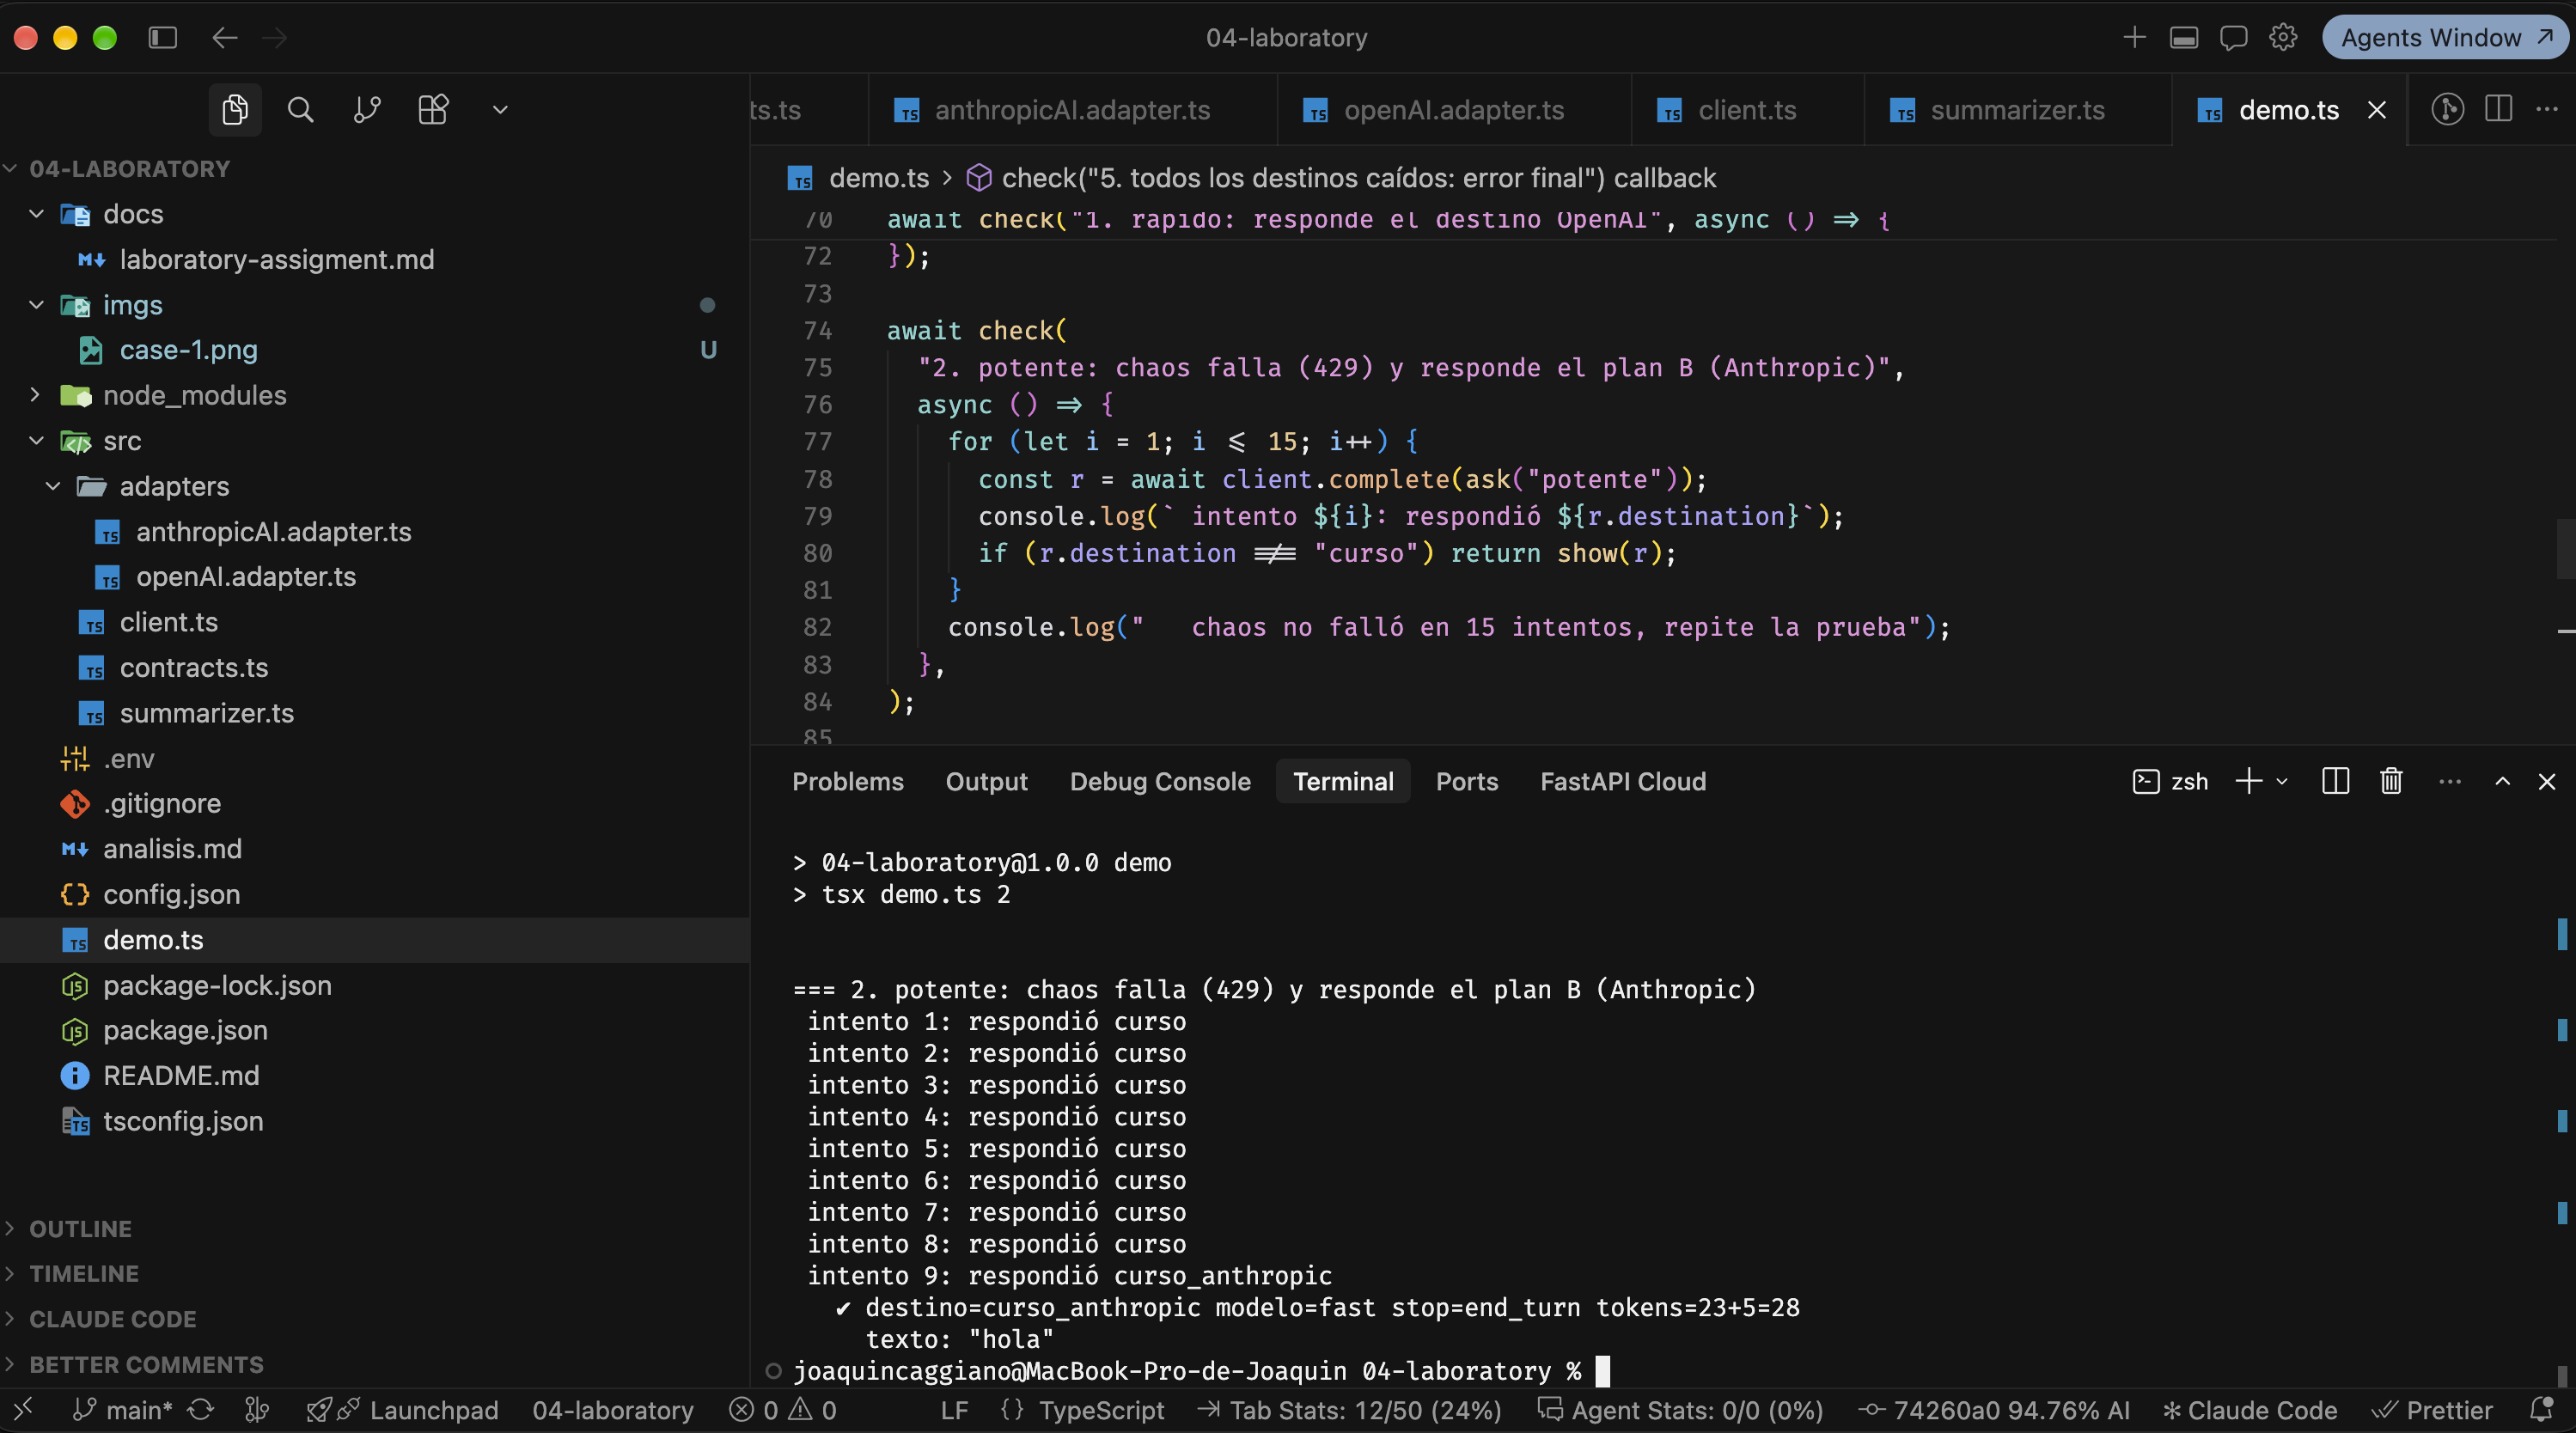 04-laboratory
Agents Window
ts.ts
anthropicAI.adapter.ts
openAI.adapter.ts
client.ts
summarizer.ts
demo.ts
04-LABORATORY
docs
laboratory-assigment.md
imgs
case-1.png U
node_modules
src
adapters
anthropicAI.adapter.ts
openAI.adapter.ts
client.ts
contracts.ts
summarizer.ts
.env
.gitignore
analisis.md
config.json
demo.ts
package-lock.json
package.json
README.md
tsconfig.json
OUTLINE
TIMELINE
CLAUDE CODE
BETTER COMMENTS
demo.ts > check("5. todos los destinos caídos: error final") callback
70 await check("1. rapido: responde el destino OpenAI", async () => {
72 });
73
74 await check(
75 "2. potente: chaos falla (429) y responde el plan B (Anthropic)",
76 async () => {
77 for (let i = 1; i <= 15; i++) {
78 const r = await client.complete(ask("potente"));
79 console.log(` intento ${i}: respondió ${r.destination}`);
80 if (r.destination !== "curso") return show(r);
81 }
82 console.log("   chaos no falló en 15 intentos, repite la prueba");
83 },
84 );
85
Problems Output Debug Console Terminal Ports FastAPI Cloud zsh
> 04-laboratory@1.0.0 demo
> tsx demo.ts 2
=== 2. potente: chaos falla (429) y responde el plan B (Anthropic)
intento 1: respondió curso
intento 2: respondió curso
intento 3: respondió curso
intento 4: respondió curso
intento 5: respondió curso
intento 6: respondió curso
intento 7: respondió curso
intento 8: respondió curso
intento 9: respondió curso_anthropic
✔ destino=curso_anthropic modelo=fast stop=end_turn tokens=23+5=28
texto: "hola"
joaquincaggiano@MacBook-Pro-de-Joaquin 04-laboratory %
main* Launchpad 04-laboratory 0 0 LF {} TypeScript Tab Stats: 12/50 (24%) Agent Stats: 0/0 (0%) 74260a0 94.76% AI Claude Code Prettier